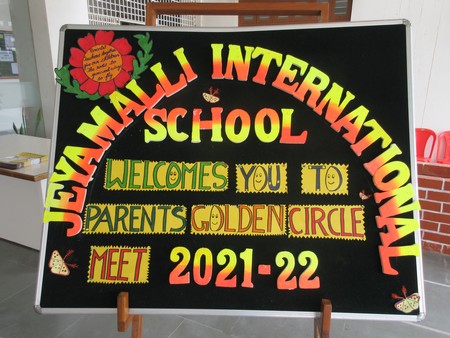 JEYAMALLI INTERNATIONAL
SCHOOL
WELCOMES YOU TO
PARENTS GOLDEN CIRCLE
MEET 2021-22